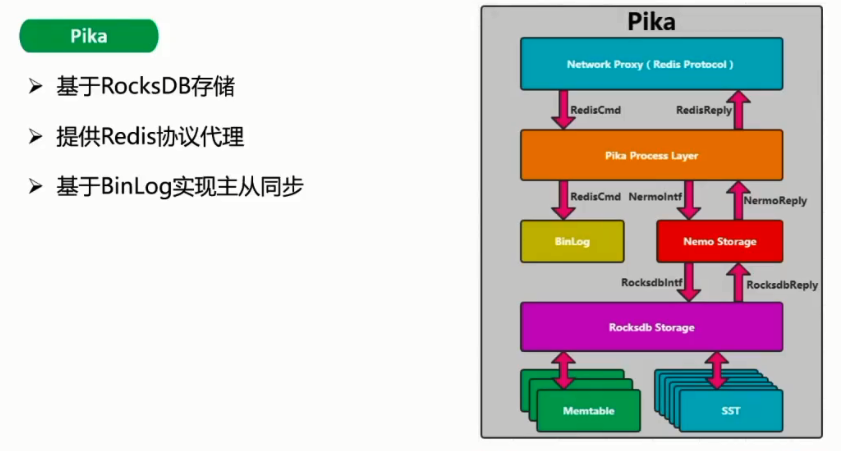 Pika
基于RocksDB存储
提供Redis协议代理
基于BinLog实现主从同步
Pika
Network Proxy ( Redis Protocol )
RedisCmd
RedisReply
Pika Process Layer
RedisCmd
NermoIntf
NermoReply
BinLog
Nemo Storage
RocksdbIntf
RocksdbReply
Rocksdb Storage
Memtable
SST